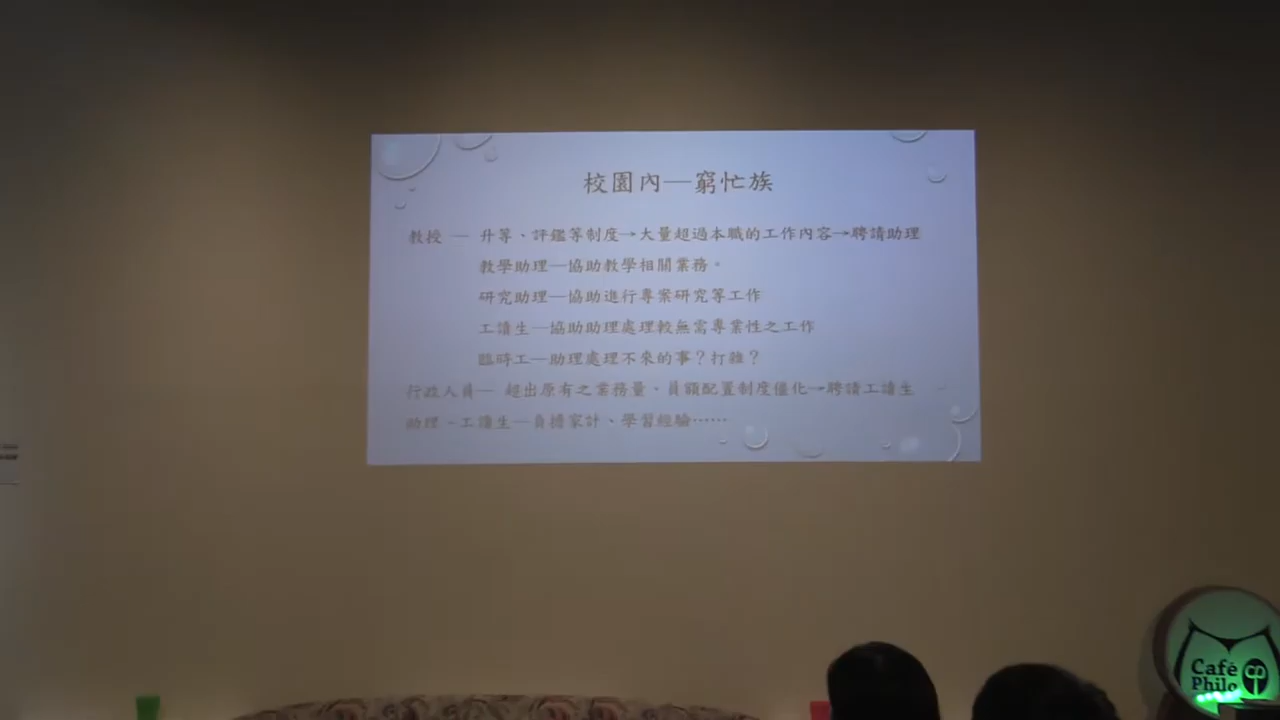 校園內—窮忙族
教授 — 升等、評鑑等制度→大量超過本職的工作內容→聘請助理
教學助理—協助教學相關業務。
研究助理—協助進行專案研究等工作
工讀生—協助助理處理較無需專業性之工作
臨時工—助理處理不來的事？打雜？
行政人員— 超出原有之業務量、員額配置制度僵化→聘請工讀生
助理、工讀生—負擔家計、學習經驗……
Café
Philo